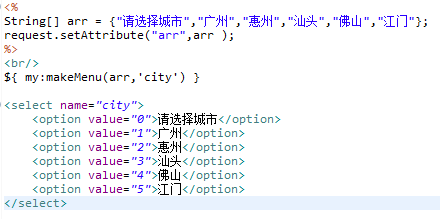 <%
String[] arr = {"请选择城市","广州","惠州","汕头","佛山","江门"};
request.setAttribute("arr",arr );
%>
<br/>
${ my:makeMenu(arr,'city') }
<select name="city">
<option value="0">请选择城市</option>
<option value="1">广州</option>
<option value="2">惠州</option>
<option value="3">汕头</option>
<option value="4">佛山</option>
<option value="5">江门</option>
</select>